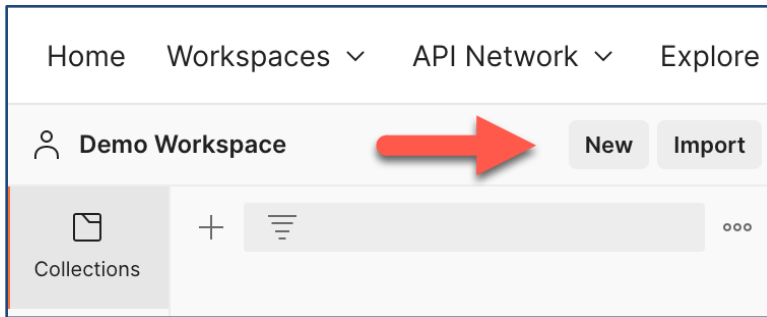 Home Workspaces API Network Explore
Demo Workspace New Import
Collections